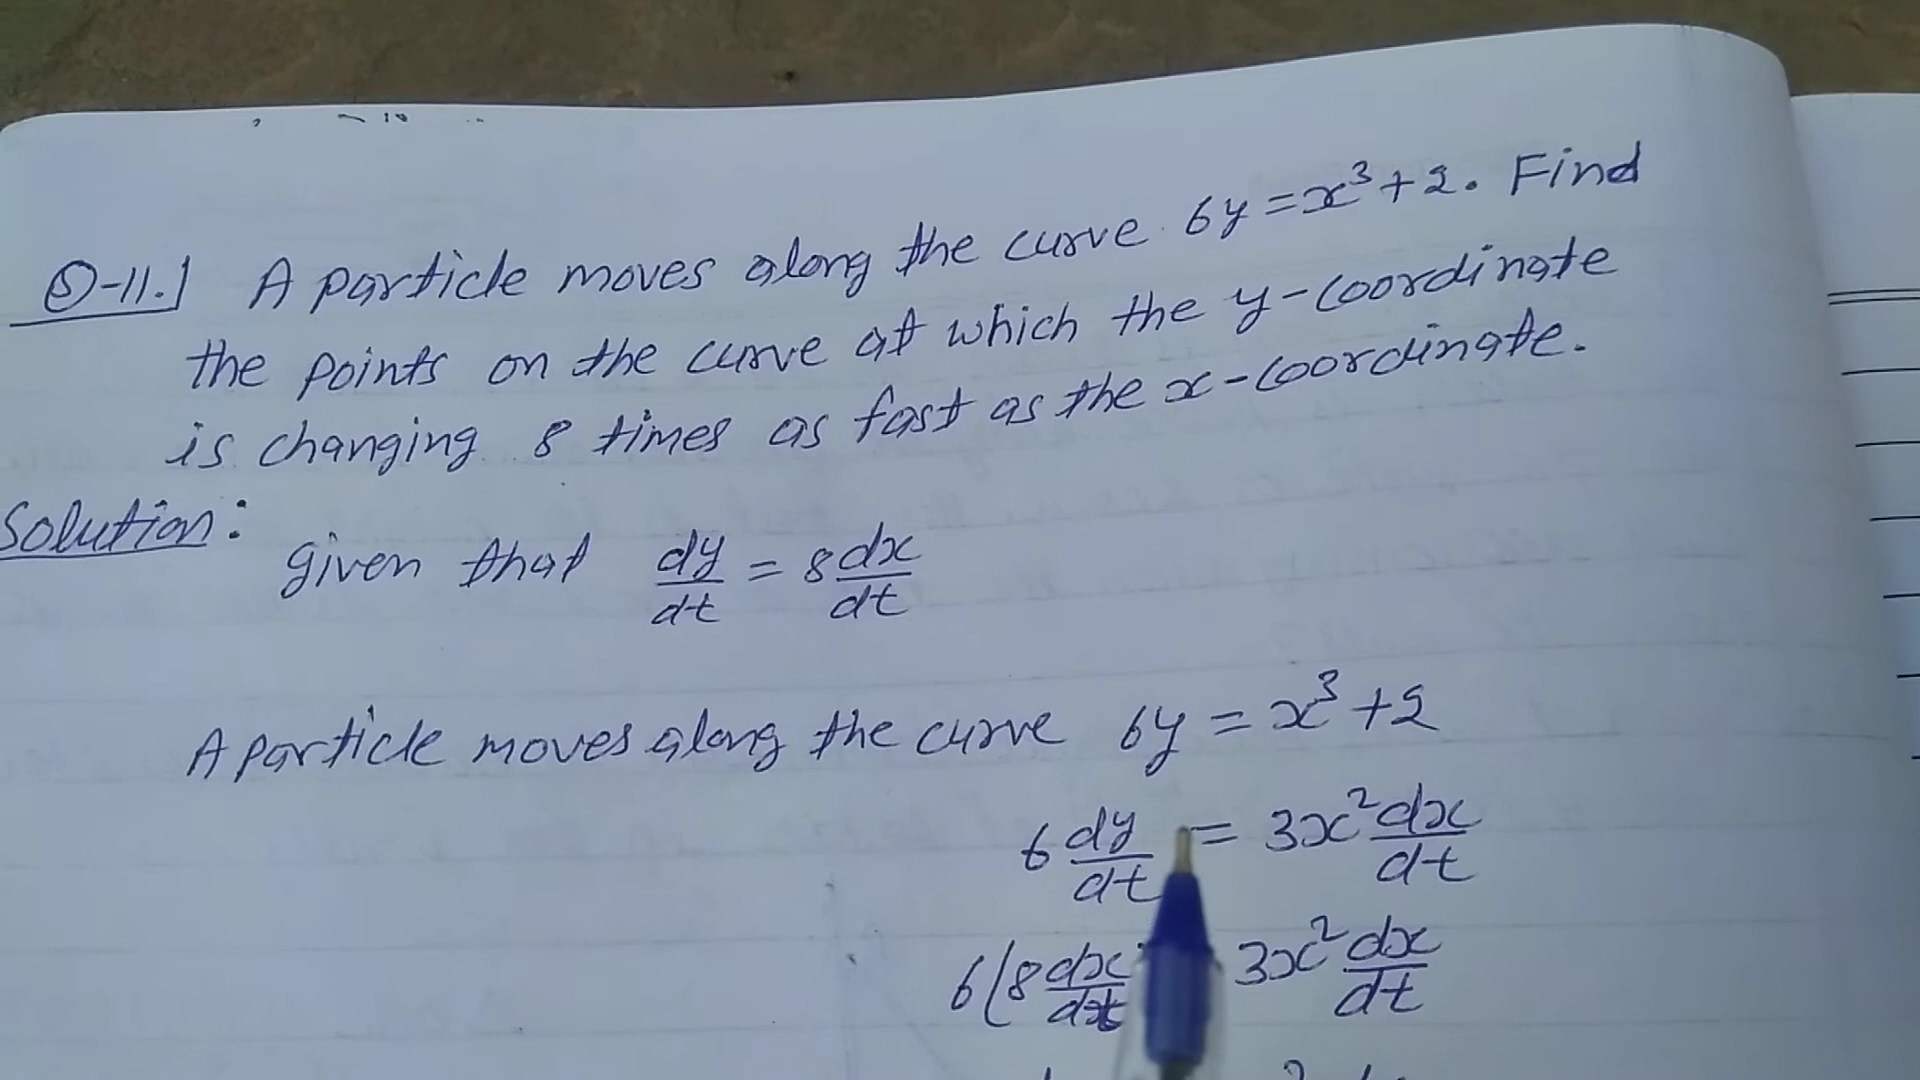 Q-11.] A particle moves along the curve 6y = x³ + 2. Find
the points on the curve at which the y-coordinate
is changing 8 times as fast as the x-coordinate.
Solution:
given that dy/dt = 8 dx/dt
A particle moves along the curve 6y = x³ + 2
6 dy/dt = 3x² dx/dt
6(8 dx/dt 3x² dx/dt